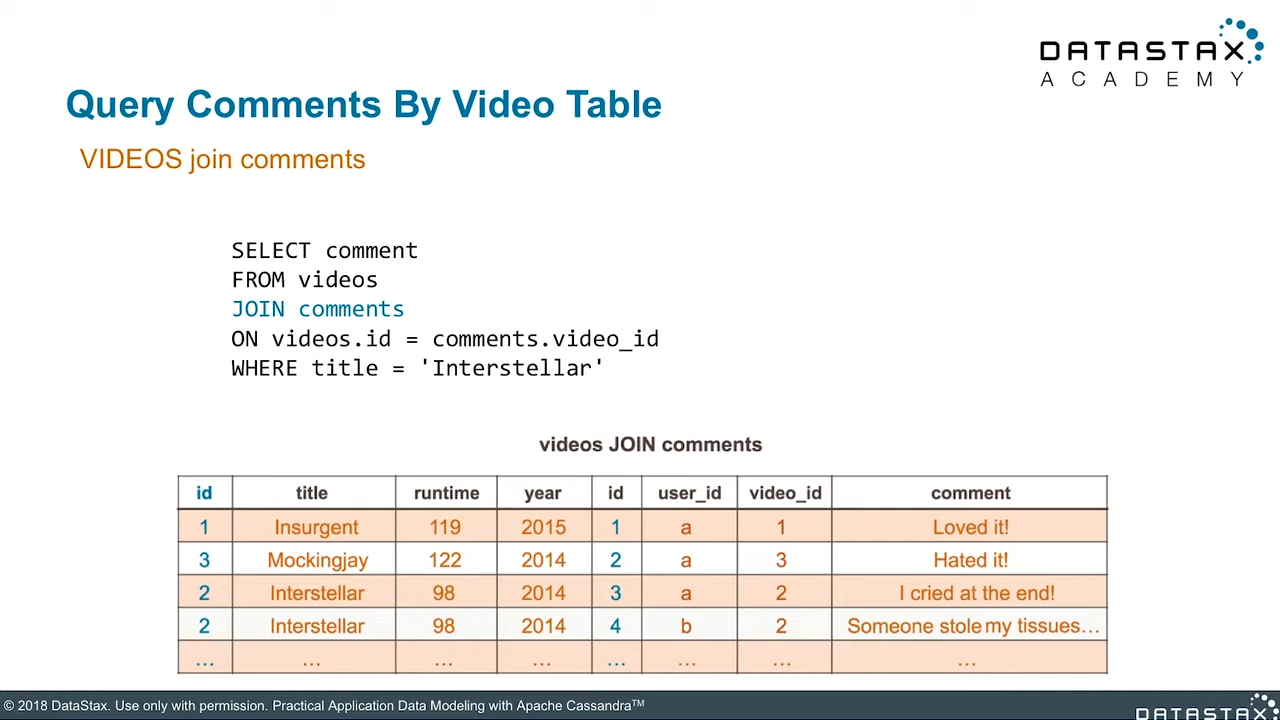 DATASTAX
ACADEMY
Query Comments By Video Table
VIDEOS join comments
SELECT comment
FROM videos
JOIN comments
ON videos.id = comments.video_id
WHERE title = 'Interstellar'
videos JOIN comments
id title runtime year id user_id video_id comment
1 Insurgent 119 2015 1 a 1 Loved it!
3 Mockingjay 122 2014 2 a 3 Hated it!
2 Interstellar 98 2014 3 a 2 I cried at the end!
2 Interstellar 98 2014 4 b 2 Someone stole my tissues…
… … … … … … … …
© 2018 DataStax. Use only with permission. Practical Application Data Modeling with Apache Cassandra™
DATASTAX